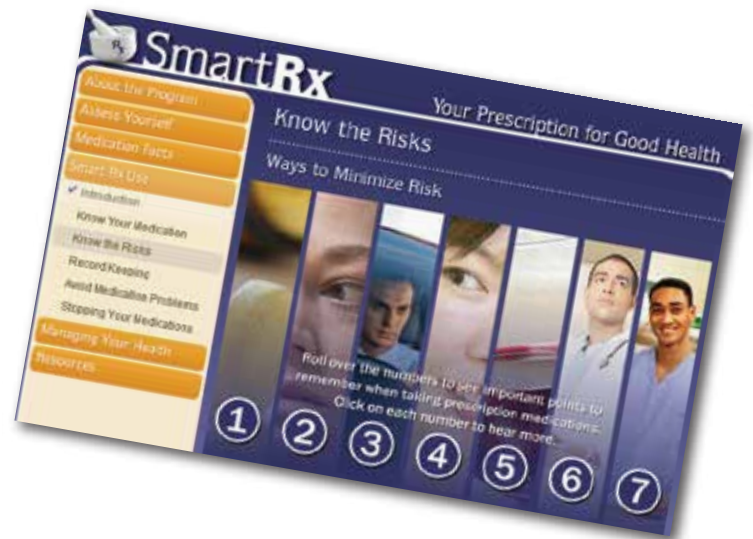 Rx
SmartRx
Your Prescription for Good Health
About the Program
Assess Yourself
Medication Facts
Smart Rx Use
Introduction
Know Your Medication
Know the Risks
Record Keeping
Avoid Medication Problems
Stopping Your Medications
Managing Your Health
Resources
Know the Risks
Ways to Minimize Risk
Roll over the numbers to see important points to
remember when taking prescription medications.
Click on each number to hear more.
1 2 3 4 5 6 7